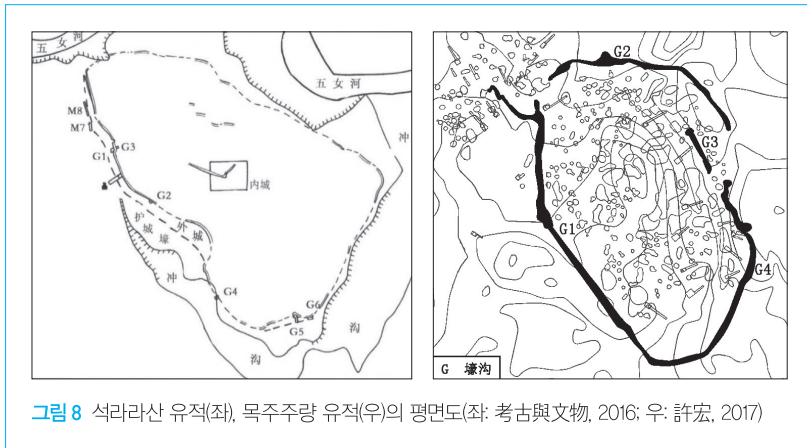 五女河
五女河
M8
M7
G3
G1
内城
冲
G2
护城壕
外城
G4
G6
G5
冲
沟
沟
G2
G3
G1
G4
G 壕沟
그림 8 석라라산 유적(좌), 목주주량 유적(우)의 평면도(좌: 考古與文物, 2016; 우: 許宏, 2017)